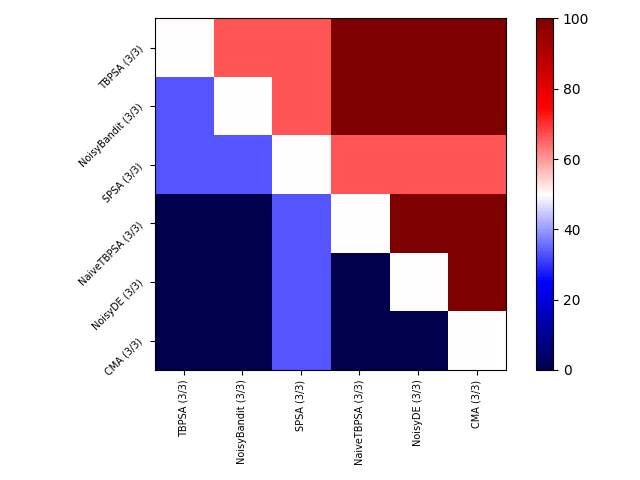 TBPSA (3/3)
NoisyBandit (3/3)
SPSA (3/3)
NaiveTBPSA (3/3)
NoisyDE (3/3)
CMA (3/3)
TBPSA (3/3)
NoisyBandit (3/3)
SPSA (3/3)
NaiveTBPSA (3/3)
NoisyDE (3/3)
CMA (3/3)
100
80
60
40
20
0